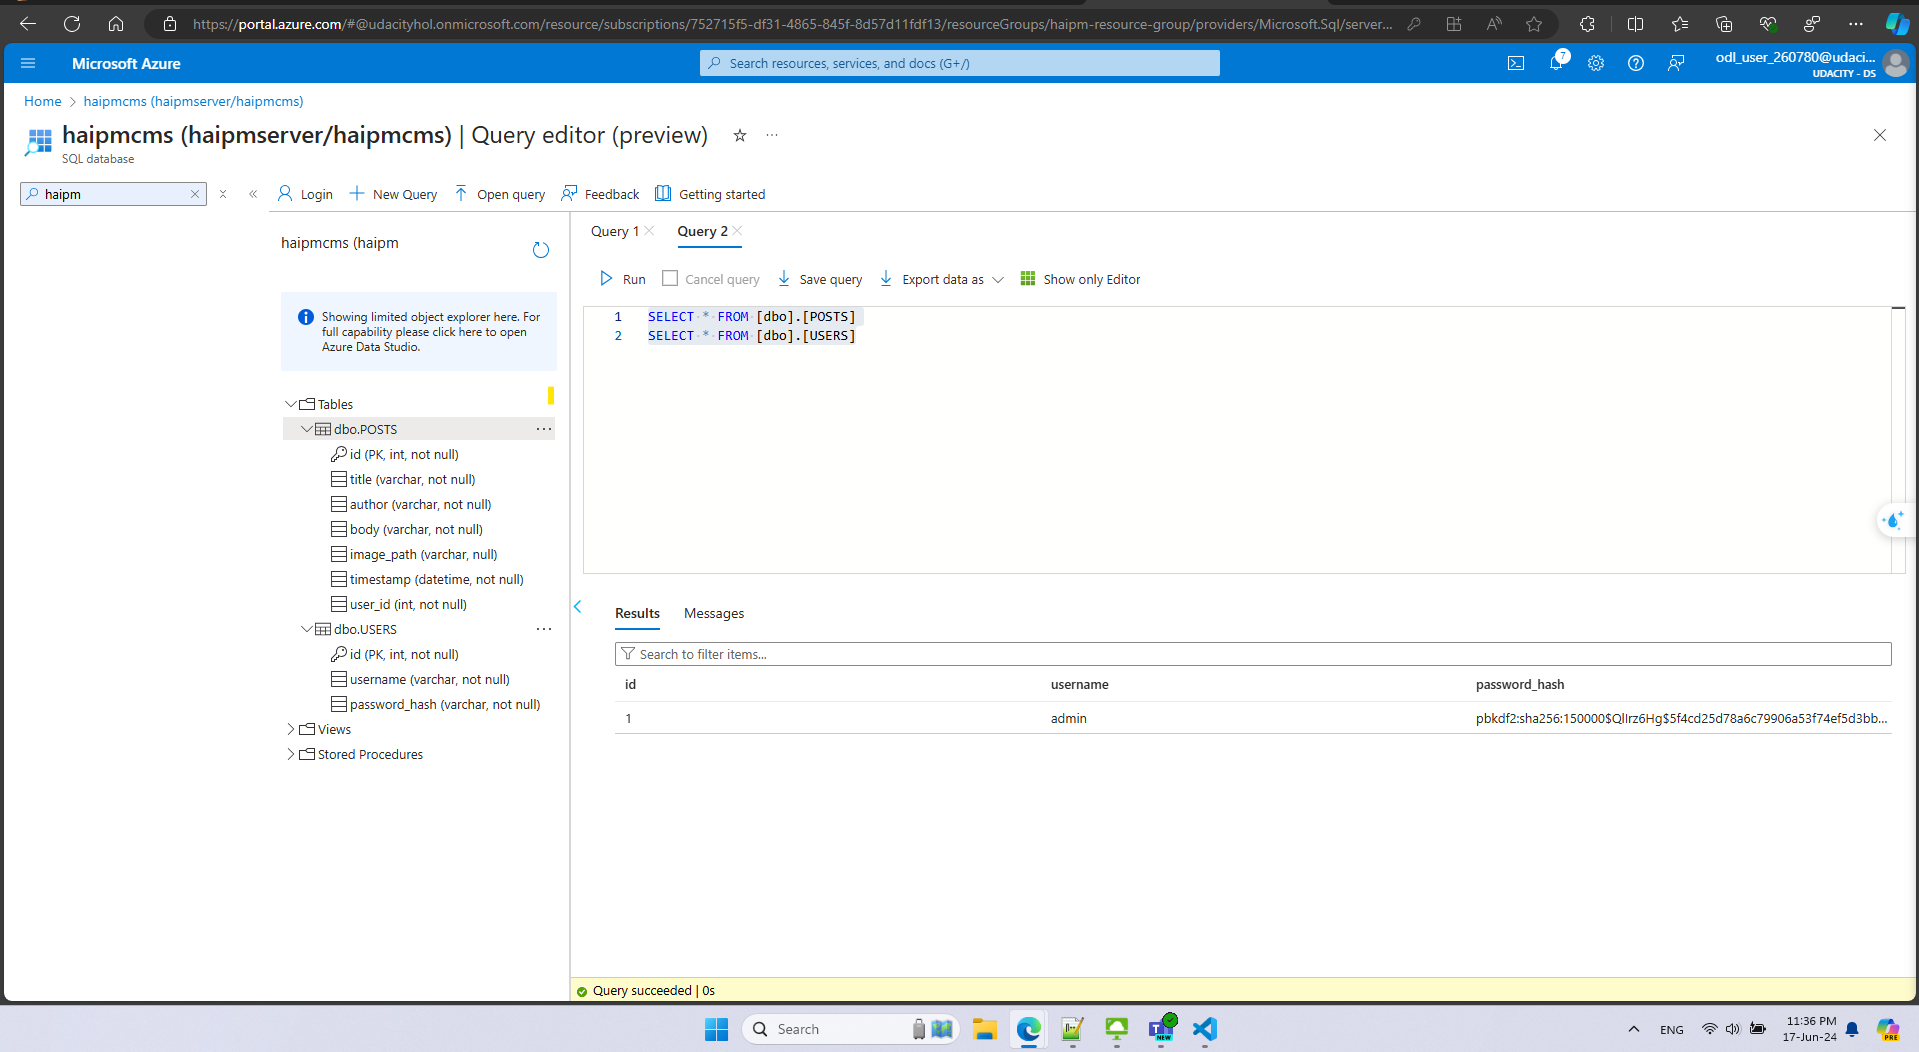 https://portal.azure.com/#@udacityhol.onmicrosoft.com/resource/subscriptions/752715f5-df31-4865-845f-8d57d11fdf13/resourceGroups/haipm-resource-group/providers/Microsoft.Sql/server...
Microsoft Azure
Search resources, services, and docs (G+/)
7
odl_user_260780@udaci...
UDACITY - DS
Home > haipmcms (haipmserver/haipmcms)
haipmcms (haipmserver/haipmcms) | Query editor (preview)
SQL database
haipm
Login
New Query
Open query
Feedback
Getting started
haipmcms (haipm
Showing limited object explorer here. For
full capability please click here to open
Azure Data Studio.
Tables
dbo.POSTS
id (PK, int, not null)
title (varchar, not null)
author (varchar, not null)
body (varchar, not null)
image_path (varchar, null)
timestamp (datetime, not null)
user_id (int, not null)
dbo.USERS
id (PK, int, not null)
username (varchar, not null)
password_hash (varchar, not null)
Views
Stored Procedures
Query 1
Query 2
Run
Cancel query
Save query
Export data as
Show only Editor
1 SELECT * FROM [dbo].[POSTS]
2 SELECT * FROM [dbo].[USERS]
Results
Messages
Search to filter items...
id username password_hash
1 admin pbkdf2:sha256:150000$QlIrz6Hg$5f4cd25d78a6c79906a53f74ef5d3bb...
Query succeeded | 0s
Search
NEW
ENG
11:36 PM
17-Jun-24
PRE